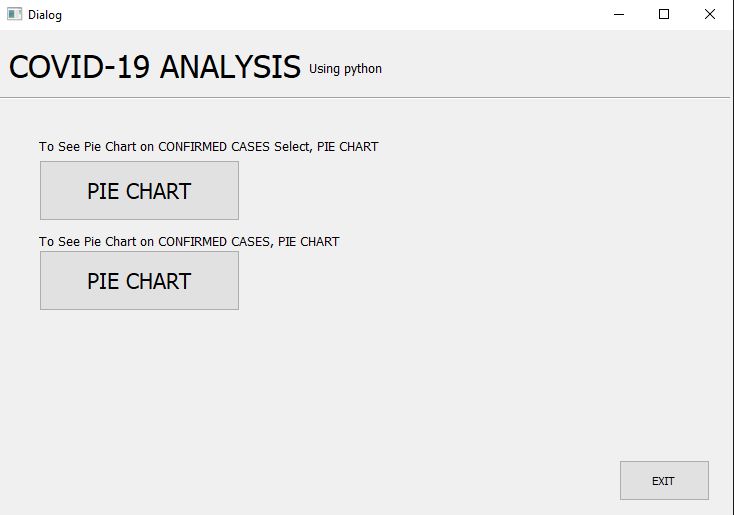 Dialog
COVID-19 ANALYSIS Using python
To See Pie Chart on CONFIRMED CASES Select, PIE CHART
PIE CHART
To See Pie Chart on CONFIRMED CASES, PIE CHART
PIE CHART
EXIT